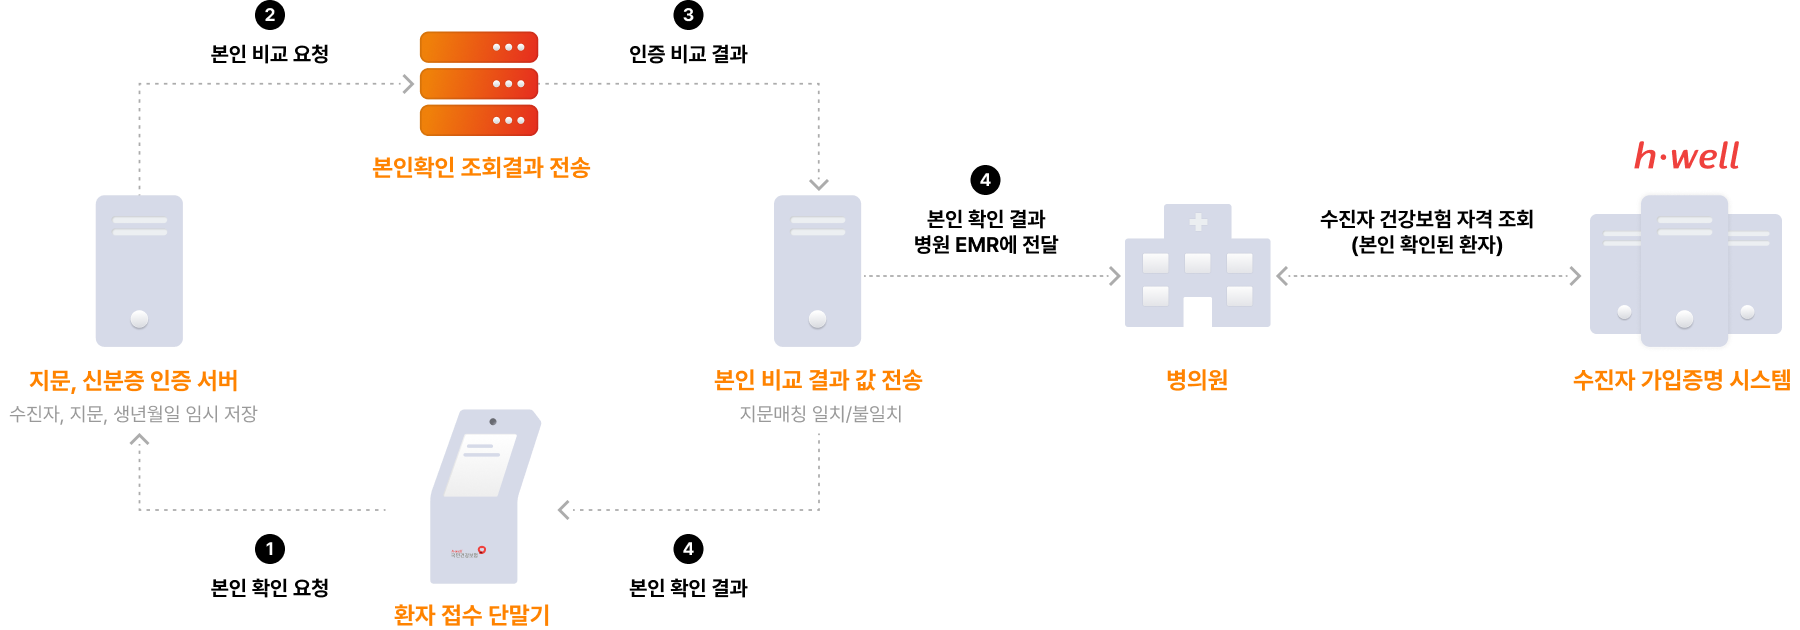 2
본인 비교 요청
3
인증 비교 결과
본인확인 조회결과 전송
h·well
4
본인 확인 결과
병원 EMR에 전달
수진자 건강보험 자격 조회
(본인 확인된 환자)
지문, 신분증 인증 서버
수진자, 지문, 생년월일 임시 저장
본인 비교 결과 값 전송
지문매칭 일치/불일치
병의원
수진자 가입증명 시스템
1
본인 확인 요청
4
본인 확인 결과
환자 접수 단말기